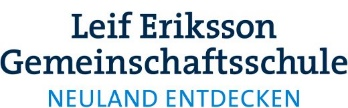 Leif Eriksson
Gemeinschaftsschule
NEULAND ENTDECKEN